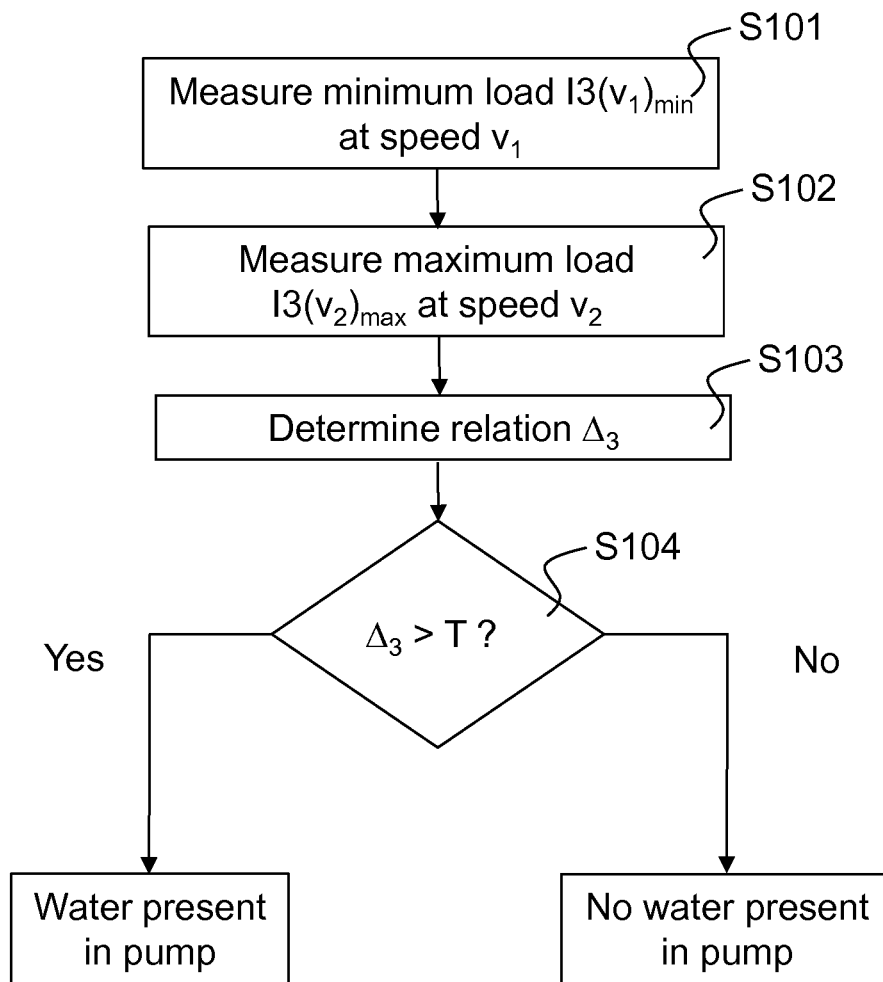 S101
Measure minimum load I3(v₁)ₘᵢₙ
at speed v₁
S102
Measure maximum load
I3(v₂)ₘₐₓ at speed v₂
S103
Determine relation Δ₃
S104
Δ₃ > T ?
Yes
No
Water present
in pump
No water present
in pump